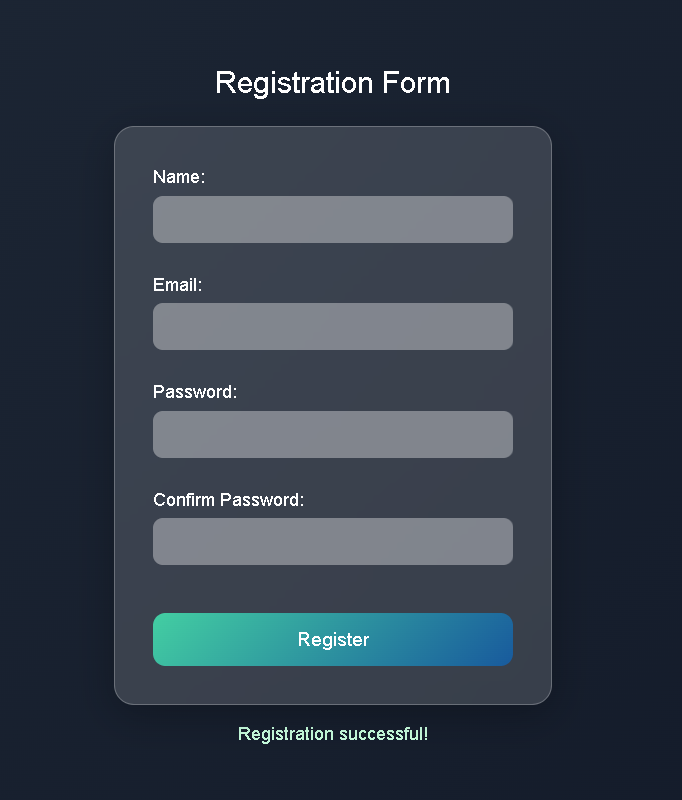 Registration Form
Name:
Email:
Password:
Confirm Password:
Register
Registration successful!